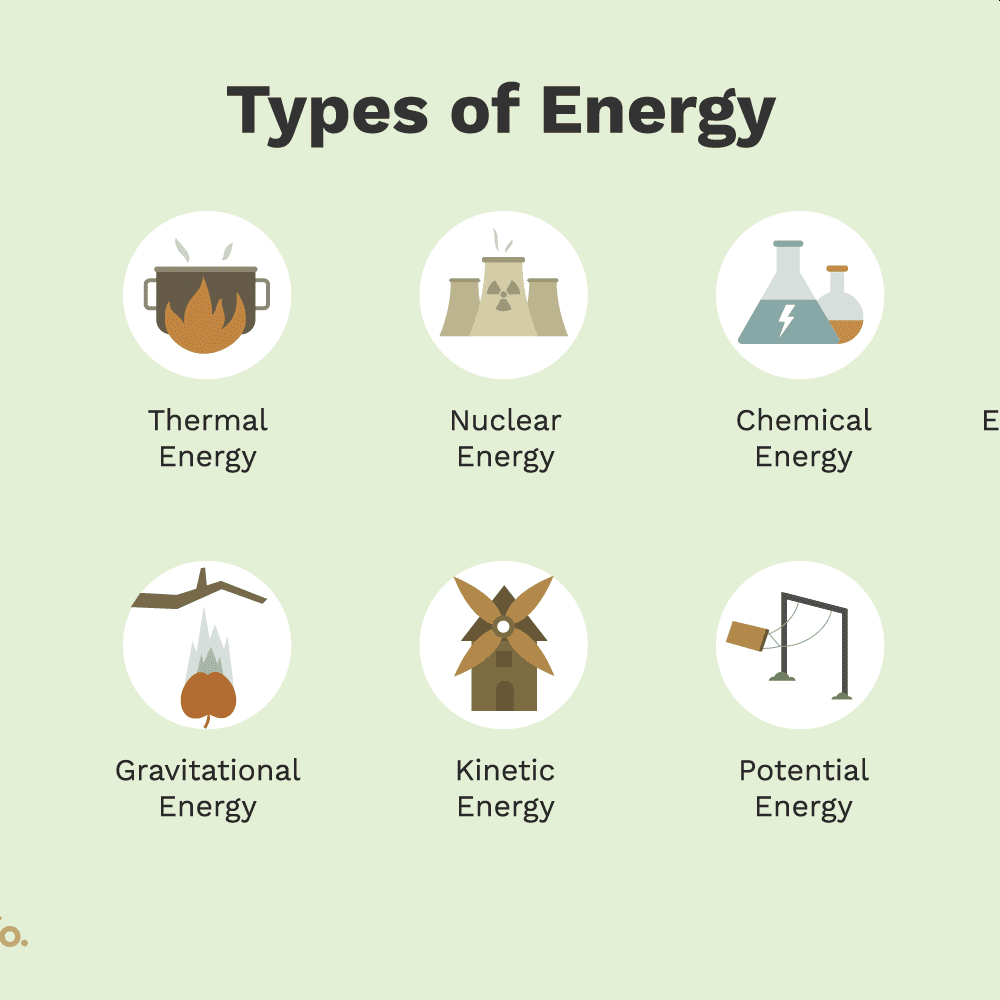 Types of Energy
Thermal
Energy
Nuclear
Energy
Chemical
Energy
Gravitational
Energy
Kinetic
Energy
Potential
Energy